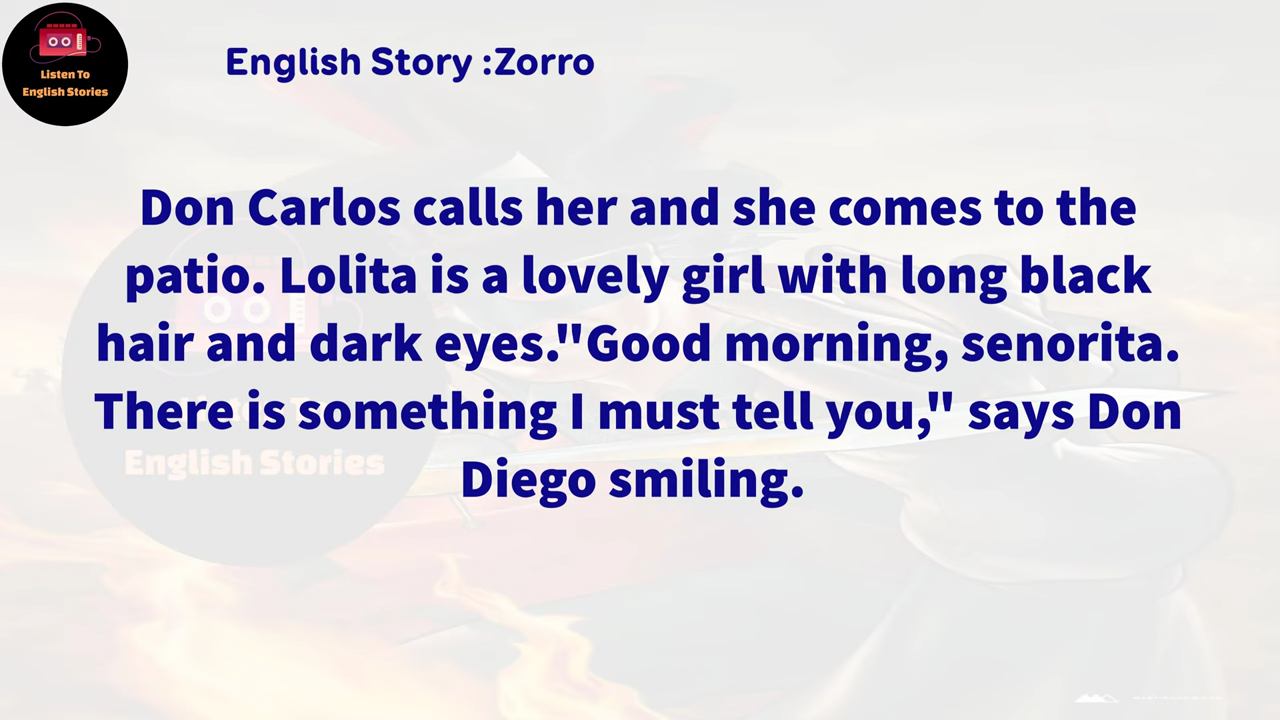 Listen To
English Stories
English Story :Zorro
Don Carlos calls her and she comes to the
patio. Lolita is a lovely girl with long black
hair and dark eyes."Good morning, senorita.
There is something I must tell you," says Don
Diego smiling.
English Stories